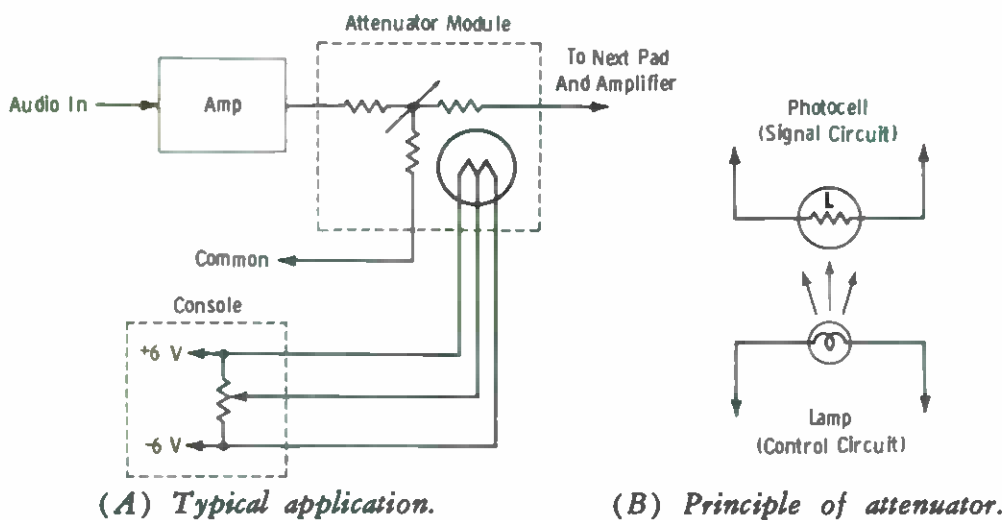 Attenuator Module
To Next Pad
And Amplifier
Audio In
Amp
Common
Console
+6 V
-6 V
(A) Typical application.
Photocell
(Signal Circuit)
L
Lamp
(Control Circuit)
(B) Principle of attenuator.